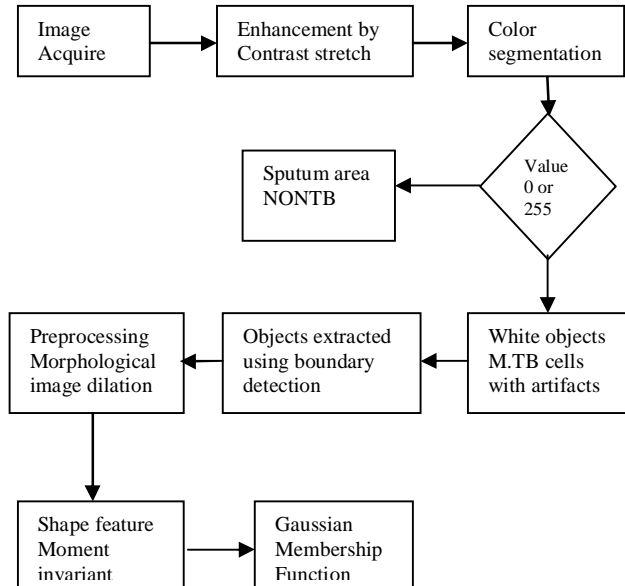 Image
Acquire
Enhancement by
Contrast stretch
Color
segmentation
Value
0 or
255
Sputum area
NONTB
White objects
M.TB cells
with artifacts
Objects extracted
using boundary
detection
Preprocessing
Morphological
image dilation
Shape feature
Moment
invariant
Gaussian
Membership
Function